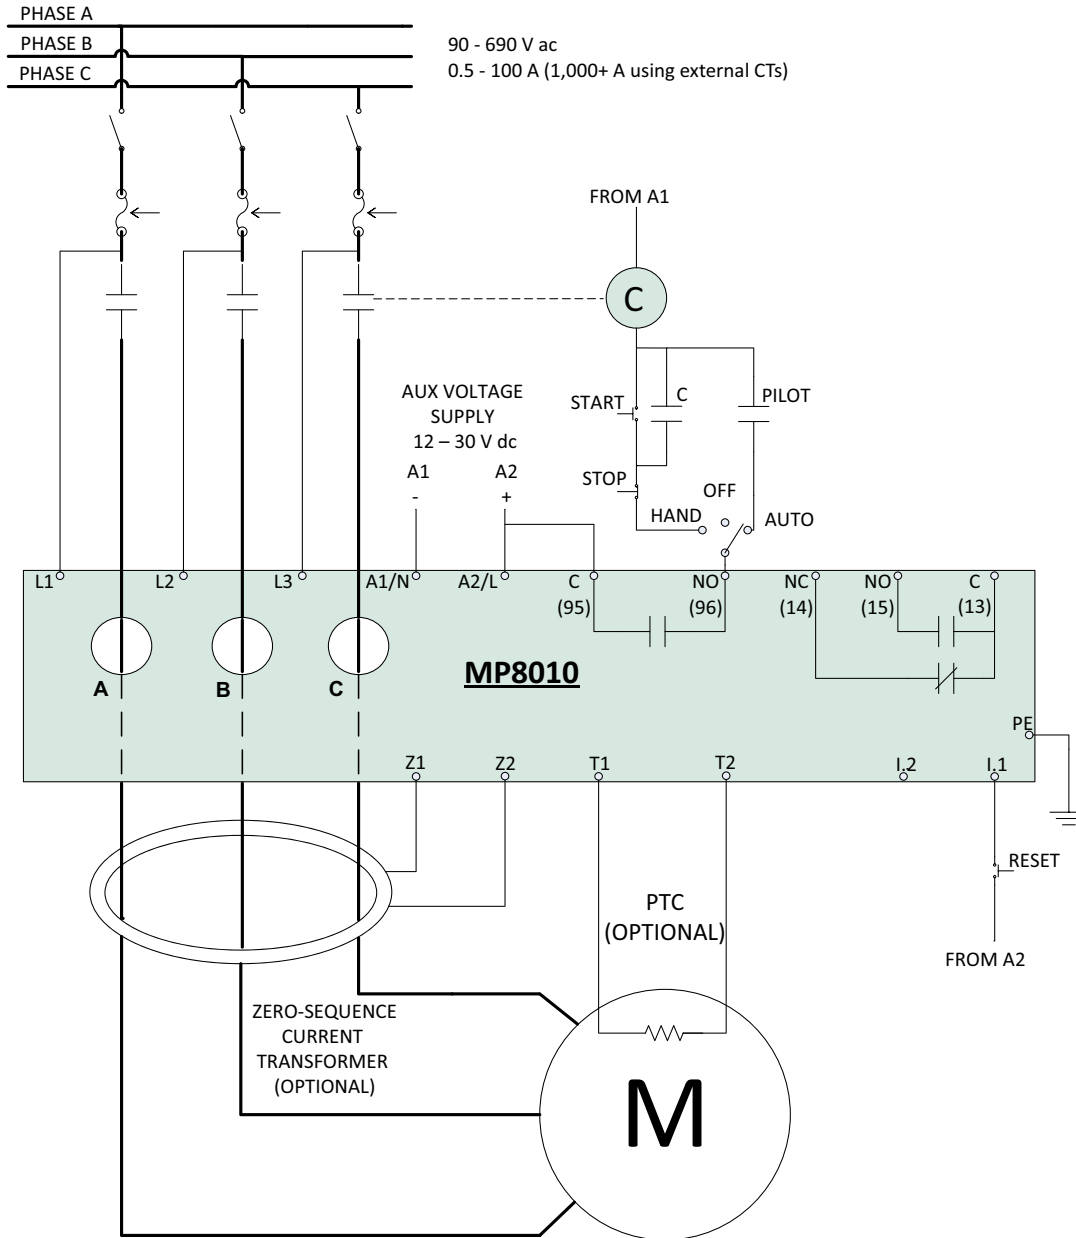 PHASE A
PHASE B
PHASE C
90 - 690 V ac
0.5 - 100 A (1,000+ A using external CTs)
FROM A1
C
AUX VOLTAGE
SUPPLY
12 – 30 V dc
A1
A2
-
+
START
C
PILOT
STOP
OFF
HAND
AUTO
L1
L2
L3
A1/N
A2/L
C
(95)
NO
(96)
NC
(14)
NO
(15)
C
(13)
A
B
C
MP8010
PE
Z1
Z2
T1
T2
I.2
I.1
RESET
PTC
(OPTIONAL)
FROM A2
ZERO-SEQUENCE
CURRENT
TRANSFORMER
(OPTIONAL)
M